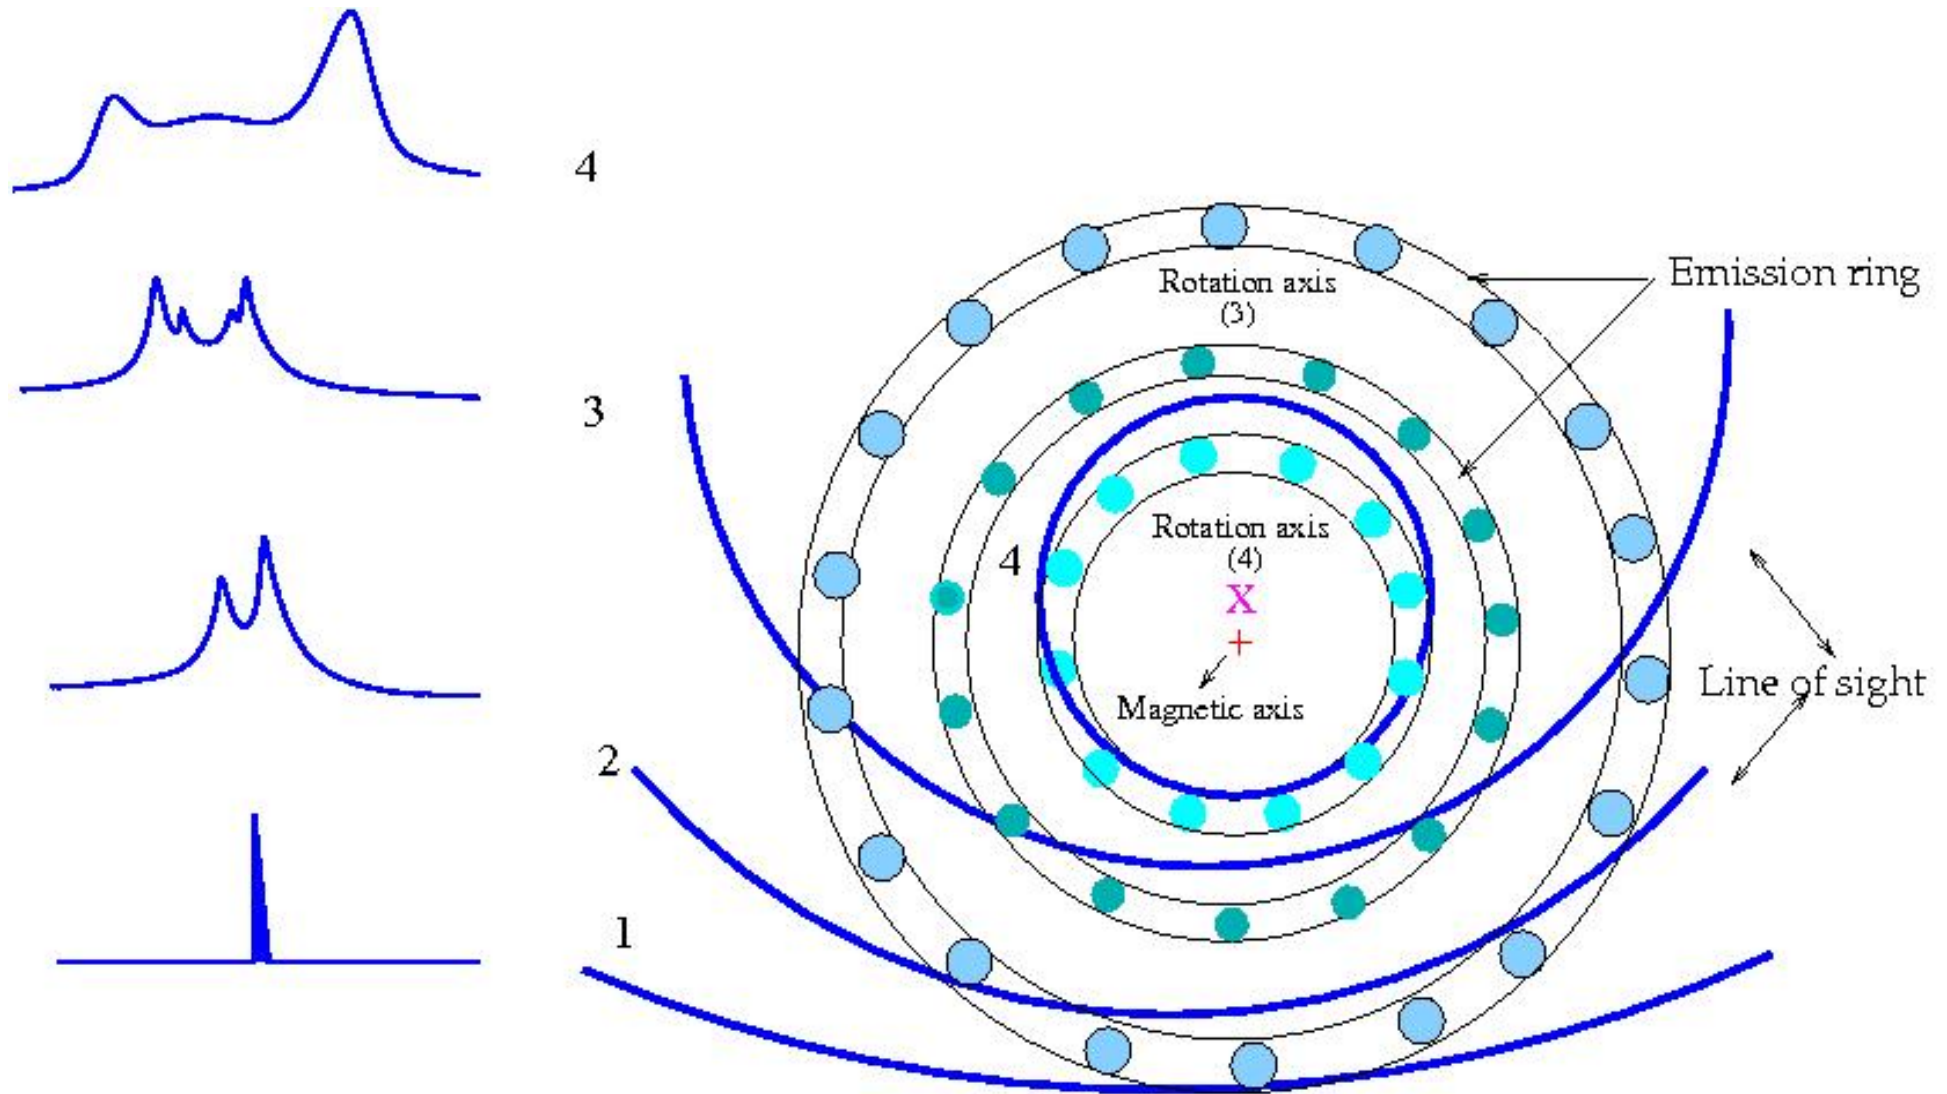 4
Rotation axis
(3)
Emission ring
3
Rotation axis
(4)
4
X
+
Line of sight
Magnetic axis
2
1